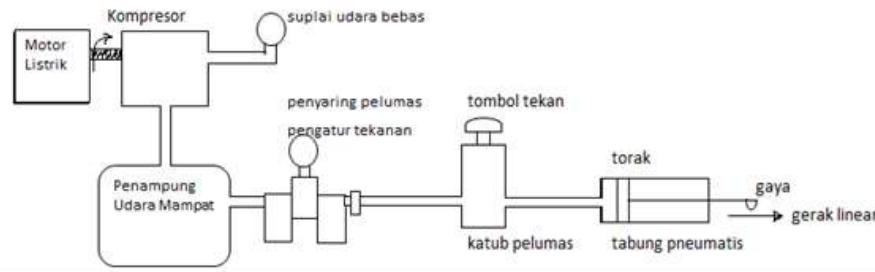 Kompresor
suplai udara bebas
Motor
Listrik
penyaring pelumas
pengatur tekanan
tombol tekan
torak
gaya
Penampung
Udara Mampat
gerak linear
katub pelumas
tabung pneumatis